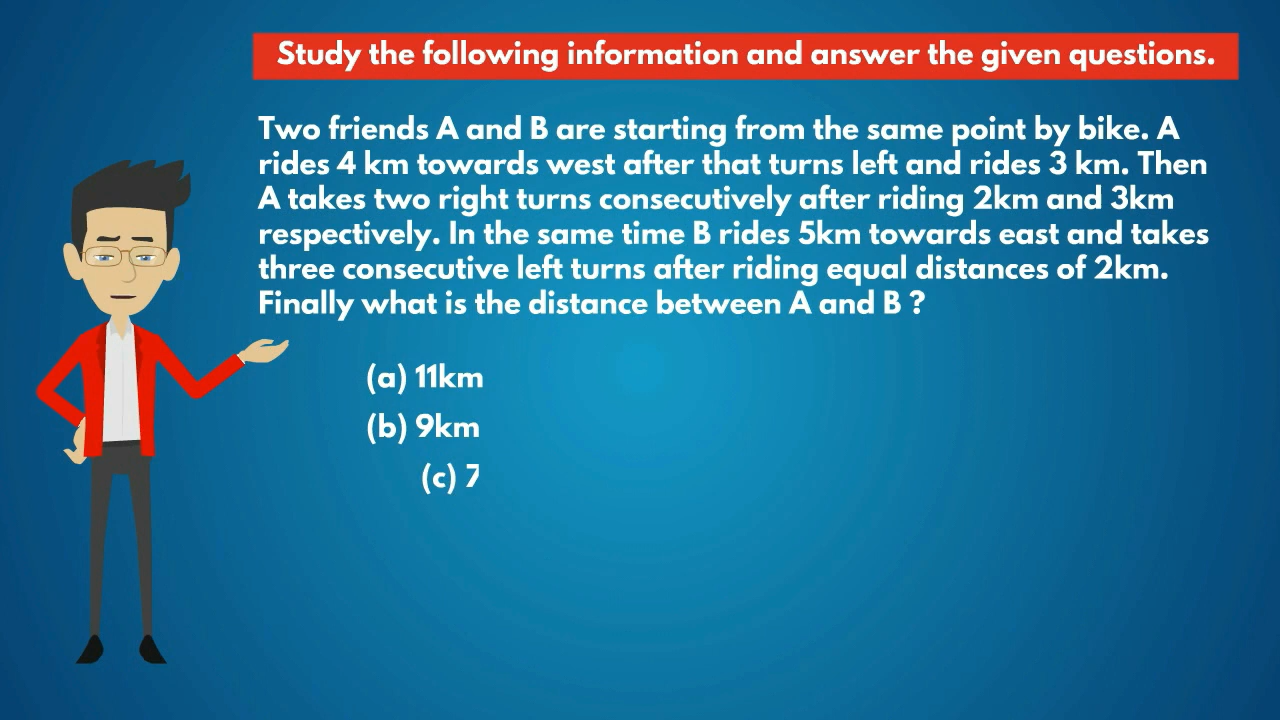 Study the following information and answer the given questions.
Two friends A and B are starting from the same point by bike. A
rides 4 km towards west after that turns left and rides 3 km. Then
A takes two right turns consecutively after riding 2km and 3km
respectively. In the same time B rides 5km towards east and takes
three consecutive left turns after riding equal distances of 2km.
Finally what is the distance between A and B ?
(a) 11km
(b) 9km
(c) 7